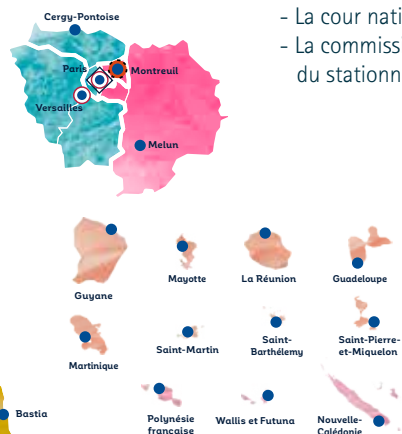 Cergy-Pontoise
- La cour nati
- La commissi
du stationn
Paris
Montreuil
Versailles
Melun
Guyane
Mayotte
La Réunion
Guadeloupe
Martinique
Saint-Martin
Saint-
Barthélemy
Saint-Pierre-
et-Miquelon
Bastia
Polynésie
française
Wallis et Futuna
Nouvelle-
Calédonie